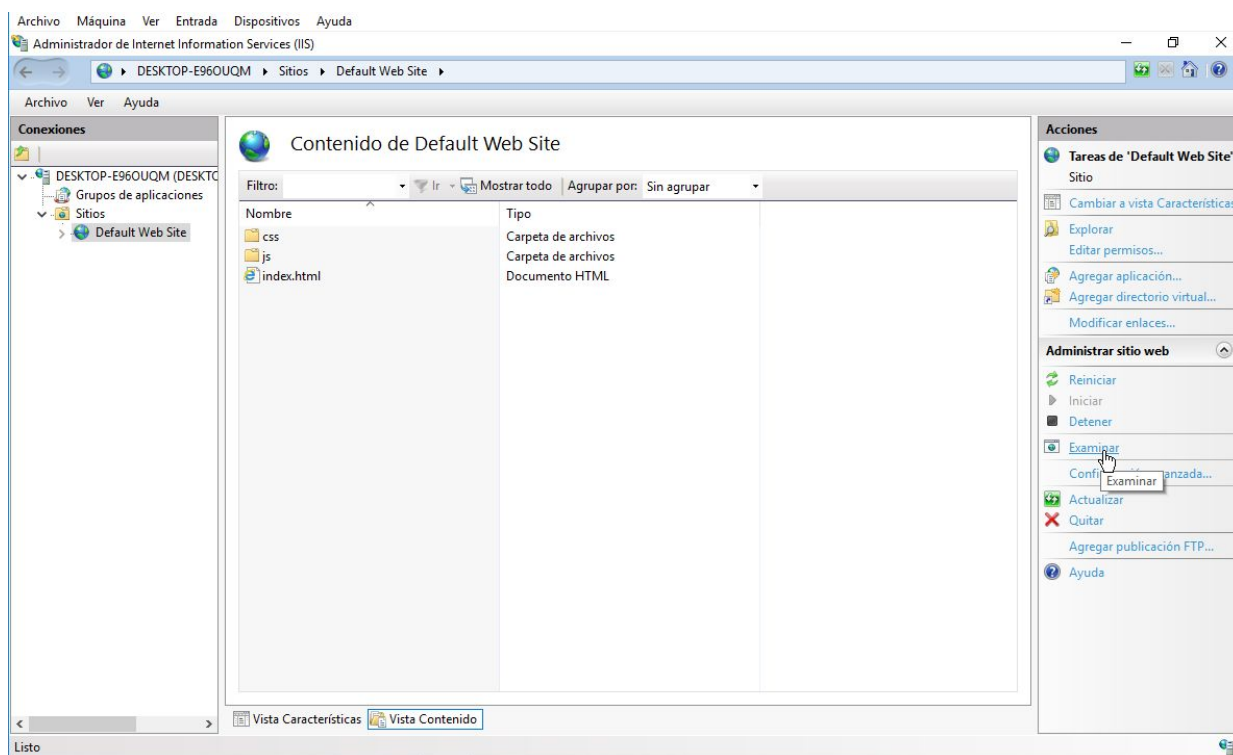 Archivo Máquina Ver Entrada Dispositivos Ayuda
Administrador de Internet Information Services (IIS)
DESKTOP-E96OUQM Sitios Default Web Site
Archivo Ver Ayuda
Conexiones
DESKTOP-E96OUQM (DESKTO
Grupos de aplicaciones
Sitios
Default Web Site
Contenido de Default Web Site
Filtro: Ir Mostrar todo Agrupar por: Sin agrupar
Nombre Tipo
css Carpeta de archivos
js Carpeta de archivos
index.html Documento HTML
Vista Características Vista Contenido
Listo
Acciones
Tareas de 'Default Web Site'
Sitio
Cambiar a vista Características
Explorar
Editar permisos...
Agregar aplicación...
Agregar directorio virtual...
Modificar enlaces...
Administrar sitio web
Reiniciar
Iniciar
Detener
Examinar
Examinar
Actualizar
Quitar
Agregar publicación FTP...
Ayuda